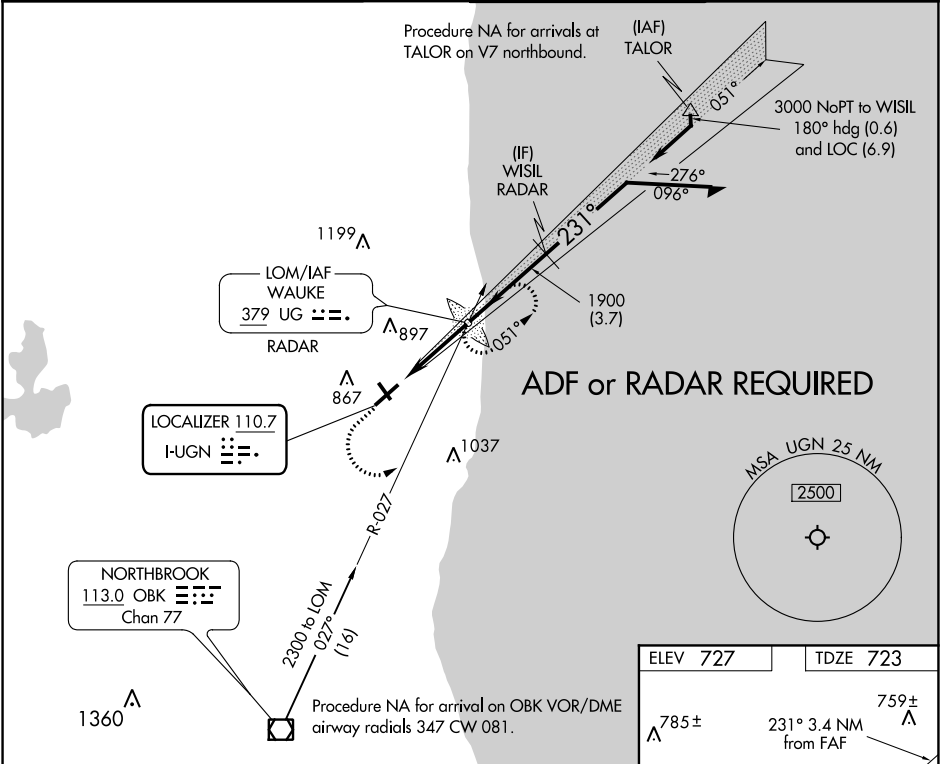 Procedure NA for arrivals at
TALOR on V7 northbound.
(IAF)
TALOR
051°
3000 NoPT to WISIL
180° hdg (0.6)
and LOC (6.9)
(IF)
WISIL
RADAR
276°
096°
231°
1199
LOM/IAF
WAUKE
379 UG
RADAR
897
1900
(3.7)
051°
867
ADF or RADAR REQUIRED
LOCALIZER 110.7
I-UGN
1037
MSA UGN 25 NM
2500
R-027
NORTHBROOK
113.0 OBK
Chan 77
2300 to LOM
027°
(16)
1360
Procedure NA for arrival on OBK VOR/DME
airway radials 347 CW 081.
ELEV 727
TDZE 723
785±
759±
231° 3.4 NM
from FAF